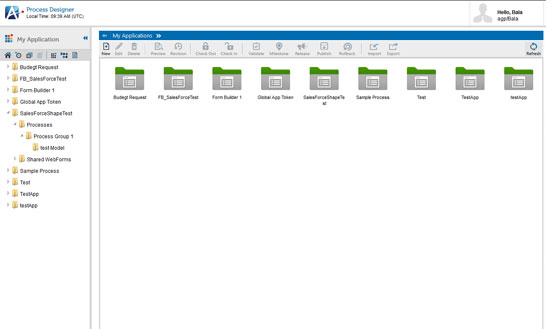 Process Designer
Local Time: 09:39 AM (UTC)
Hello, Bala
agp/Bala
My Application
Budegt Request
FB_SalesForceTest
Form Builder 1
Global App Token
SalesForceShapeTest
Processes
Process Group 1
test Model
Shared WebForms
Sample Process
Test
TestApp
testApp
My Applications
New Edit Delete Preview Revision Check Out Check In Validate Milestone Release Publish Rollback Import Export Refresh
Budegt Request FB_SalesForceTest Form Builder 1 Global App Token SalesForceShapeTe Sample Process Test TestApp testApp
st